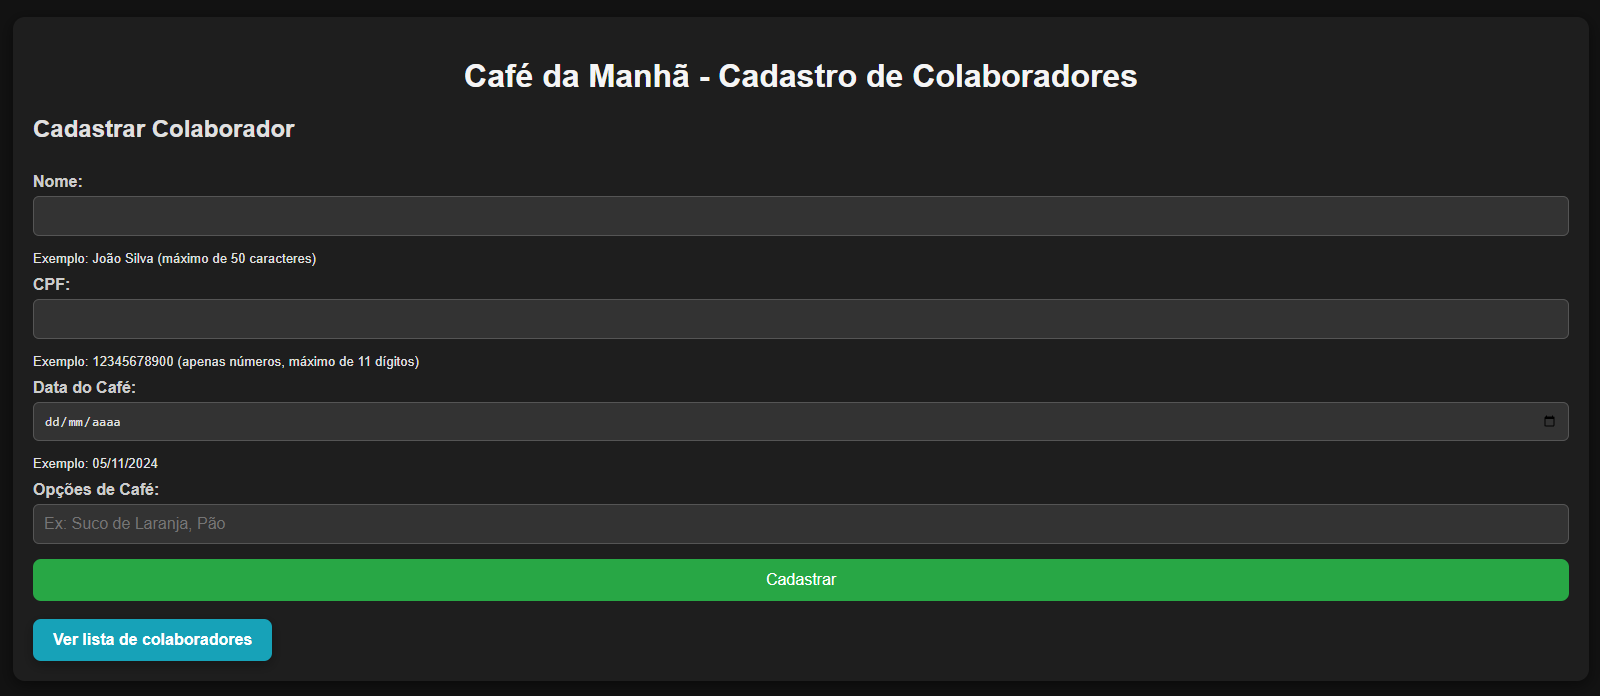 Café da Manhã - Cadastro de Colaboradores
Cadastrar Colaborador
Nome:
Exemplo: João Silva (máximo de 50 caracteres)
CPF:
Exemplo: 12345678900 (apenas números, máximo de 11 dígitos)
Data do Café:
dd/mm/aaaa
Exemplo: 05/11/2024
Opções de Café:
Ex: Suco de Laranja, Pão
Cadastrar
Ver lista de colaboradores